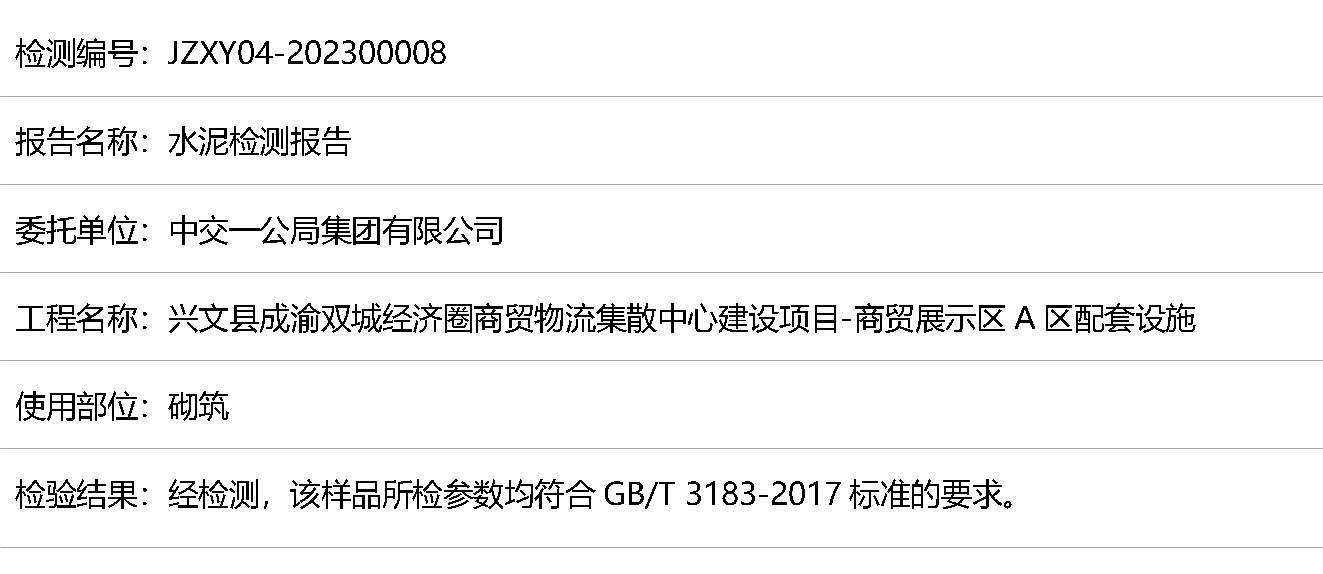 检测编号：JZXY04-202300008
报告名称：水泥检测报告
委托单位：中交一公局集团有限公司
工程名称：兴文县成渝双城经济圈商贸物流集散中心建设项目-商贸展示区 A 区配套设施
使用部位：砌筑
检验结果：经检测，该样品所检参数均符合 GB/T 3183-2017 标准的要求。